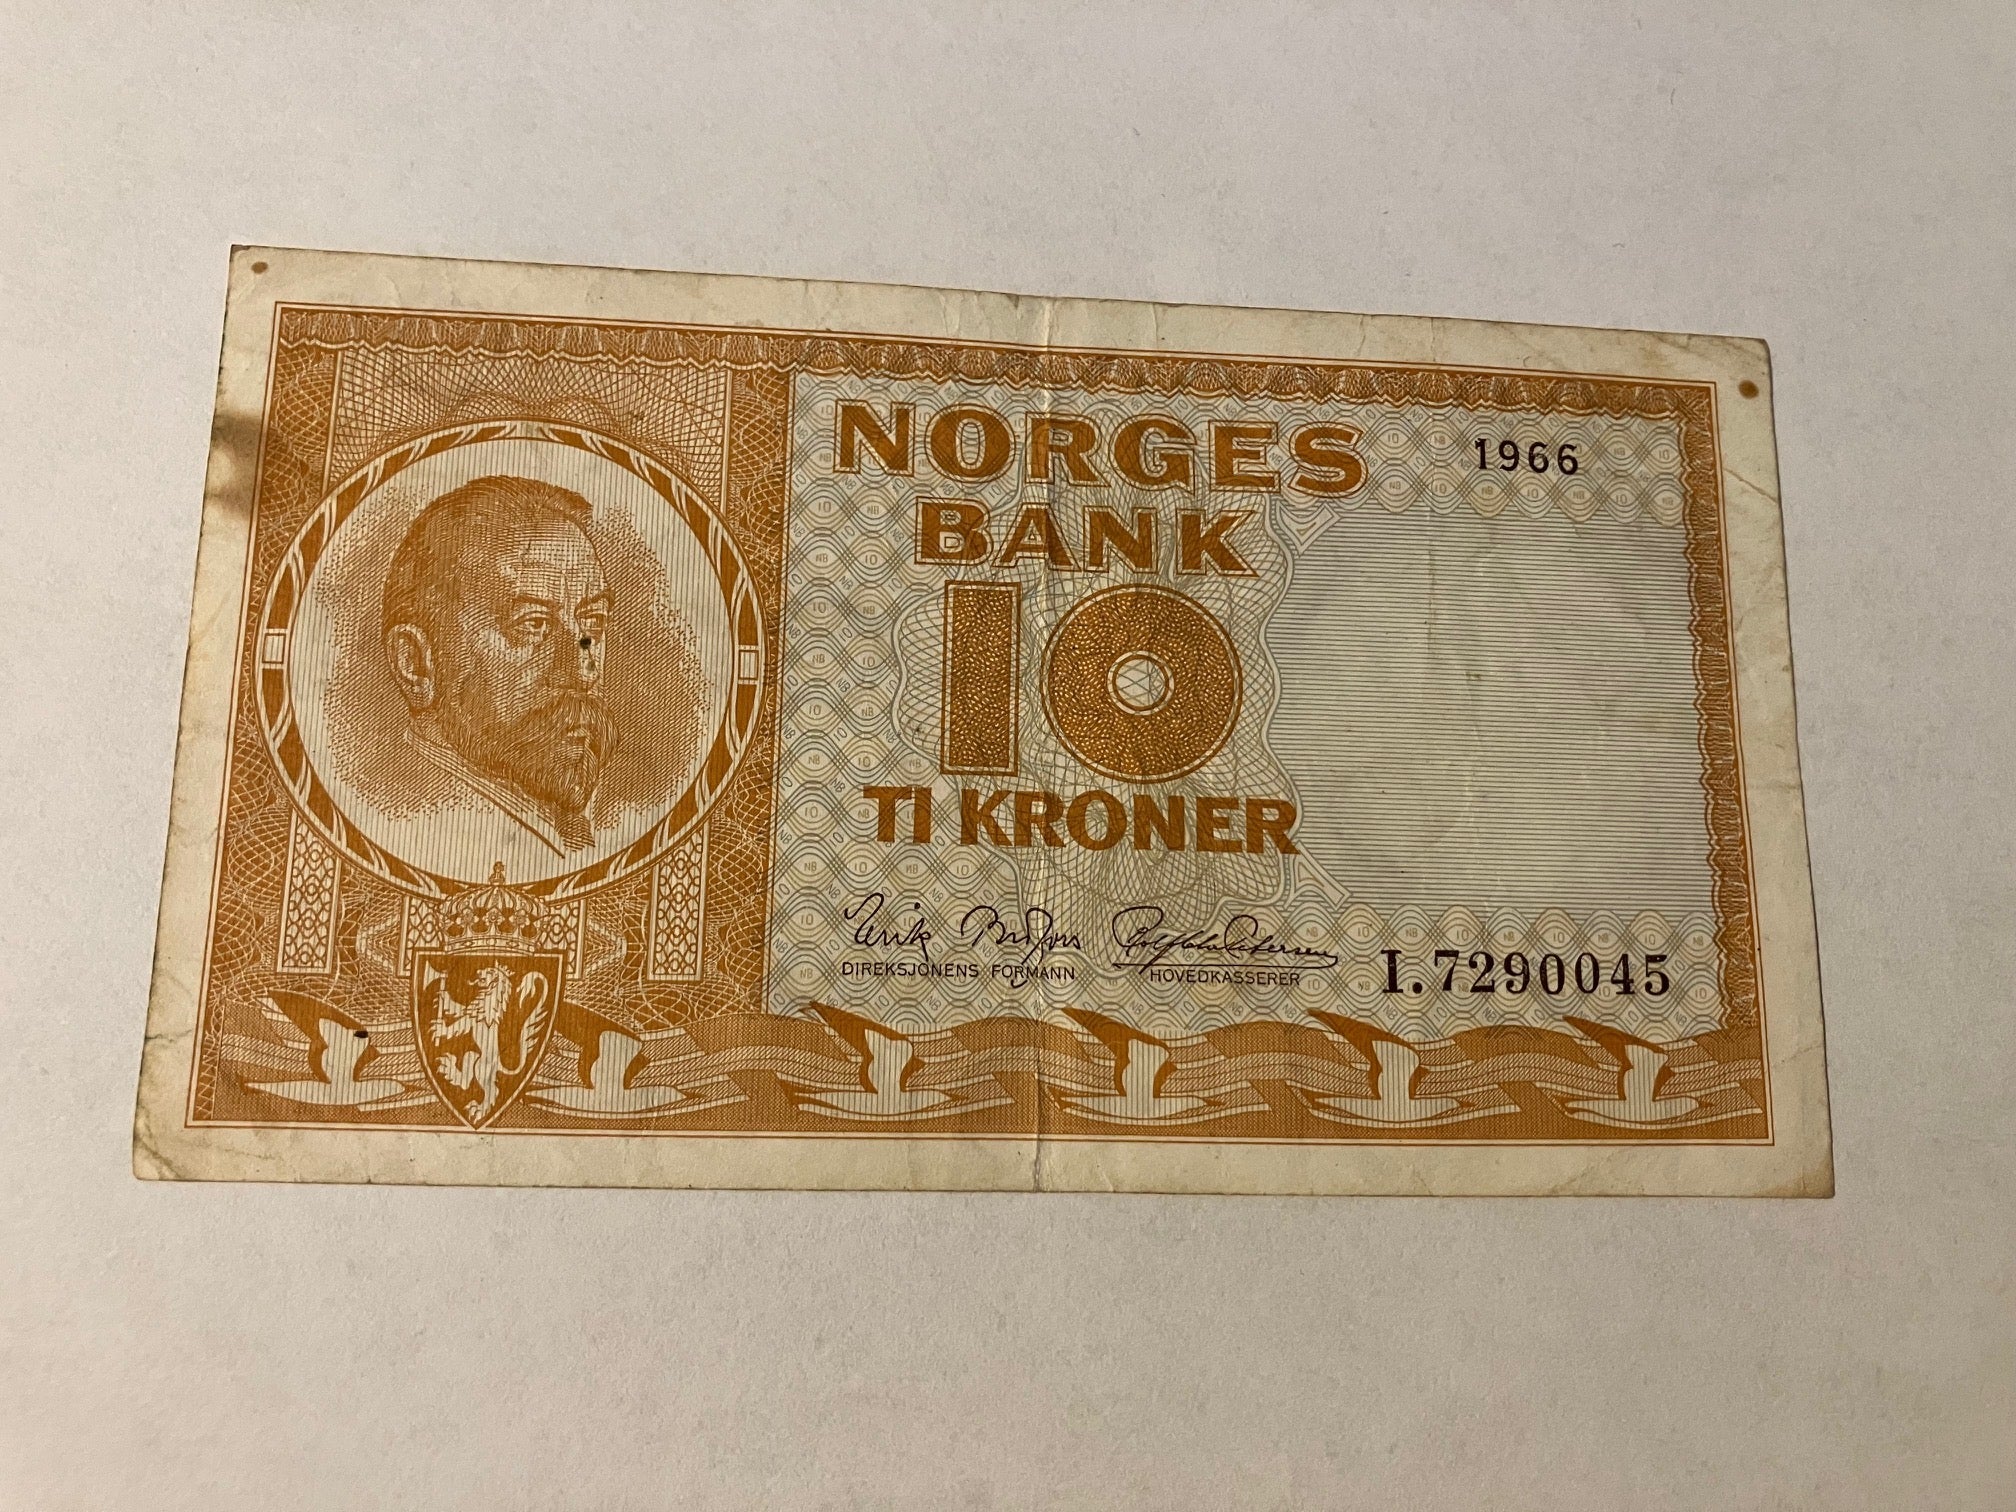 NORGES
1966
BANK
10
TI KRONER
DIREKSJONENS FORMANN
HOVEDKASSERER
I.7290045